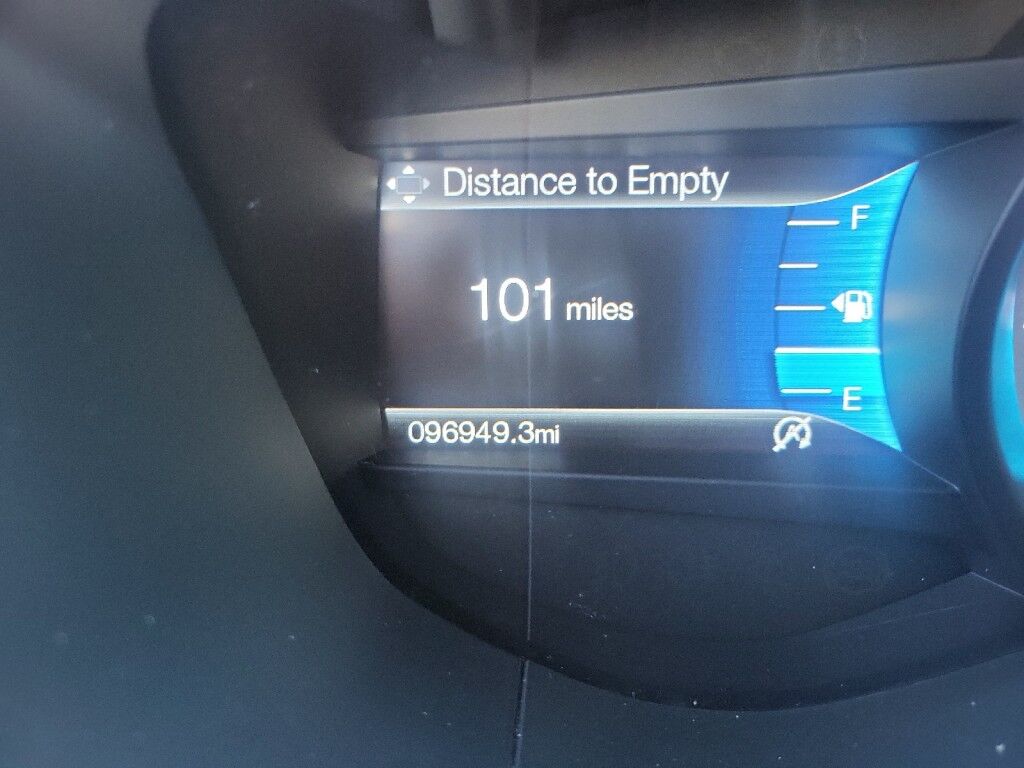 Distance to Empty
F
101 miles
E
096949.3mi